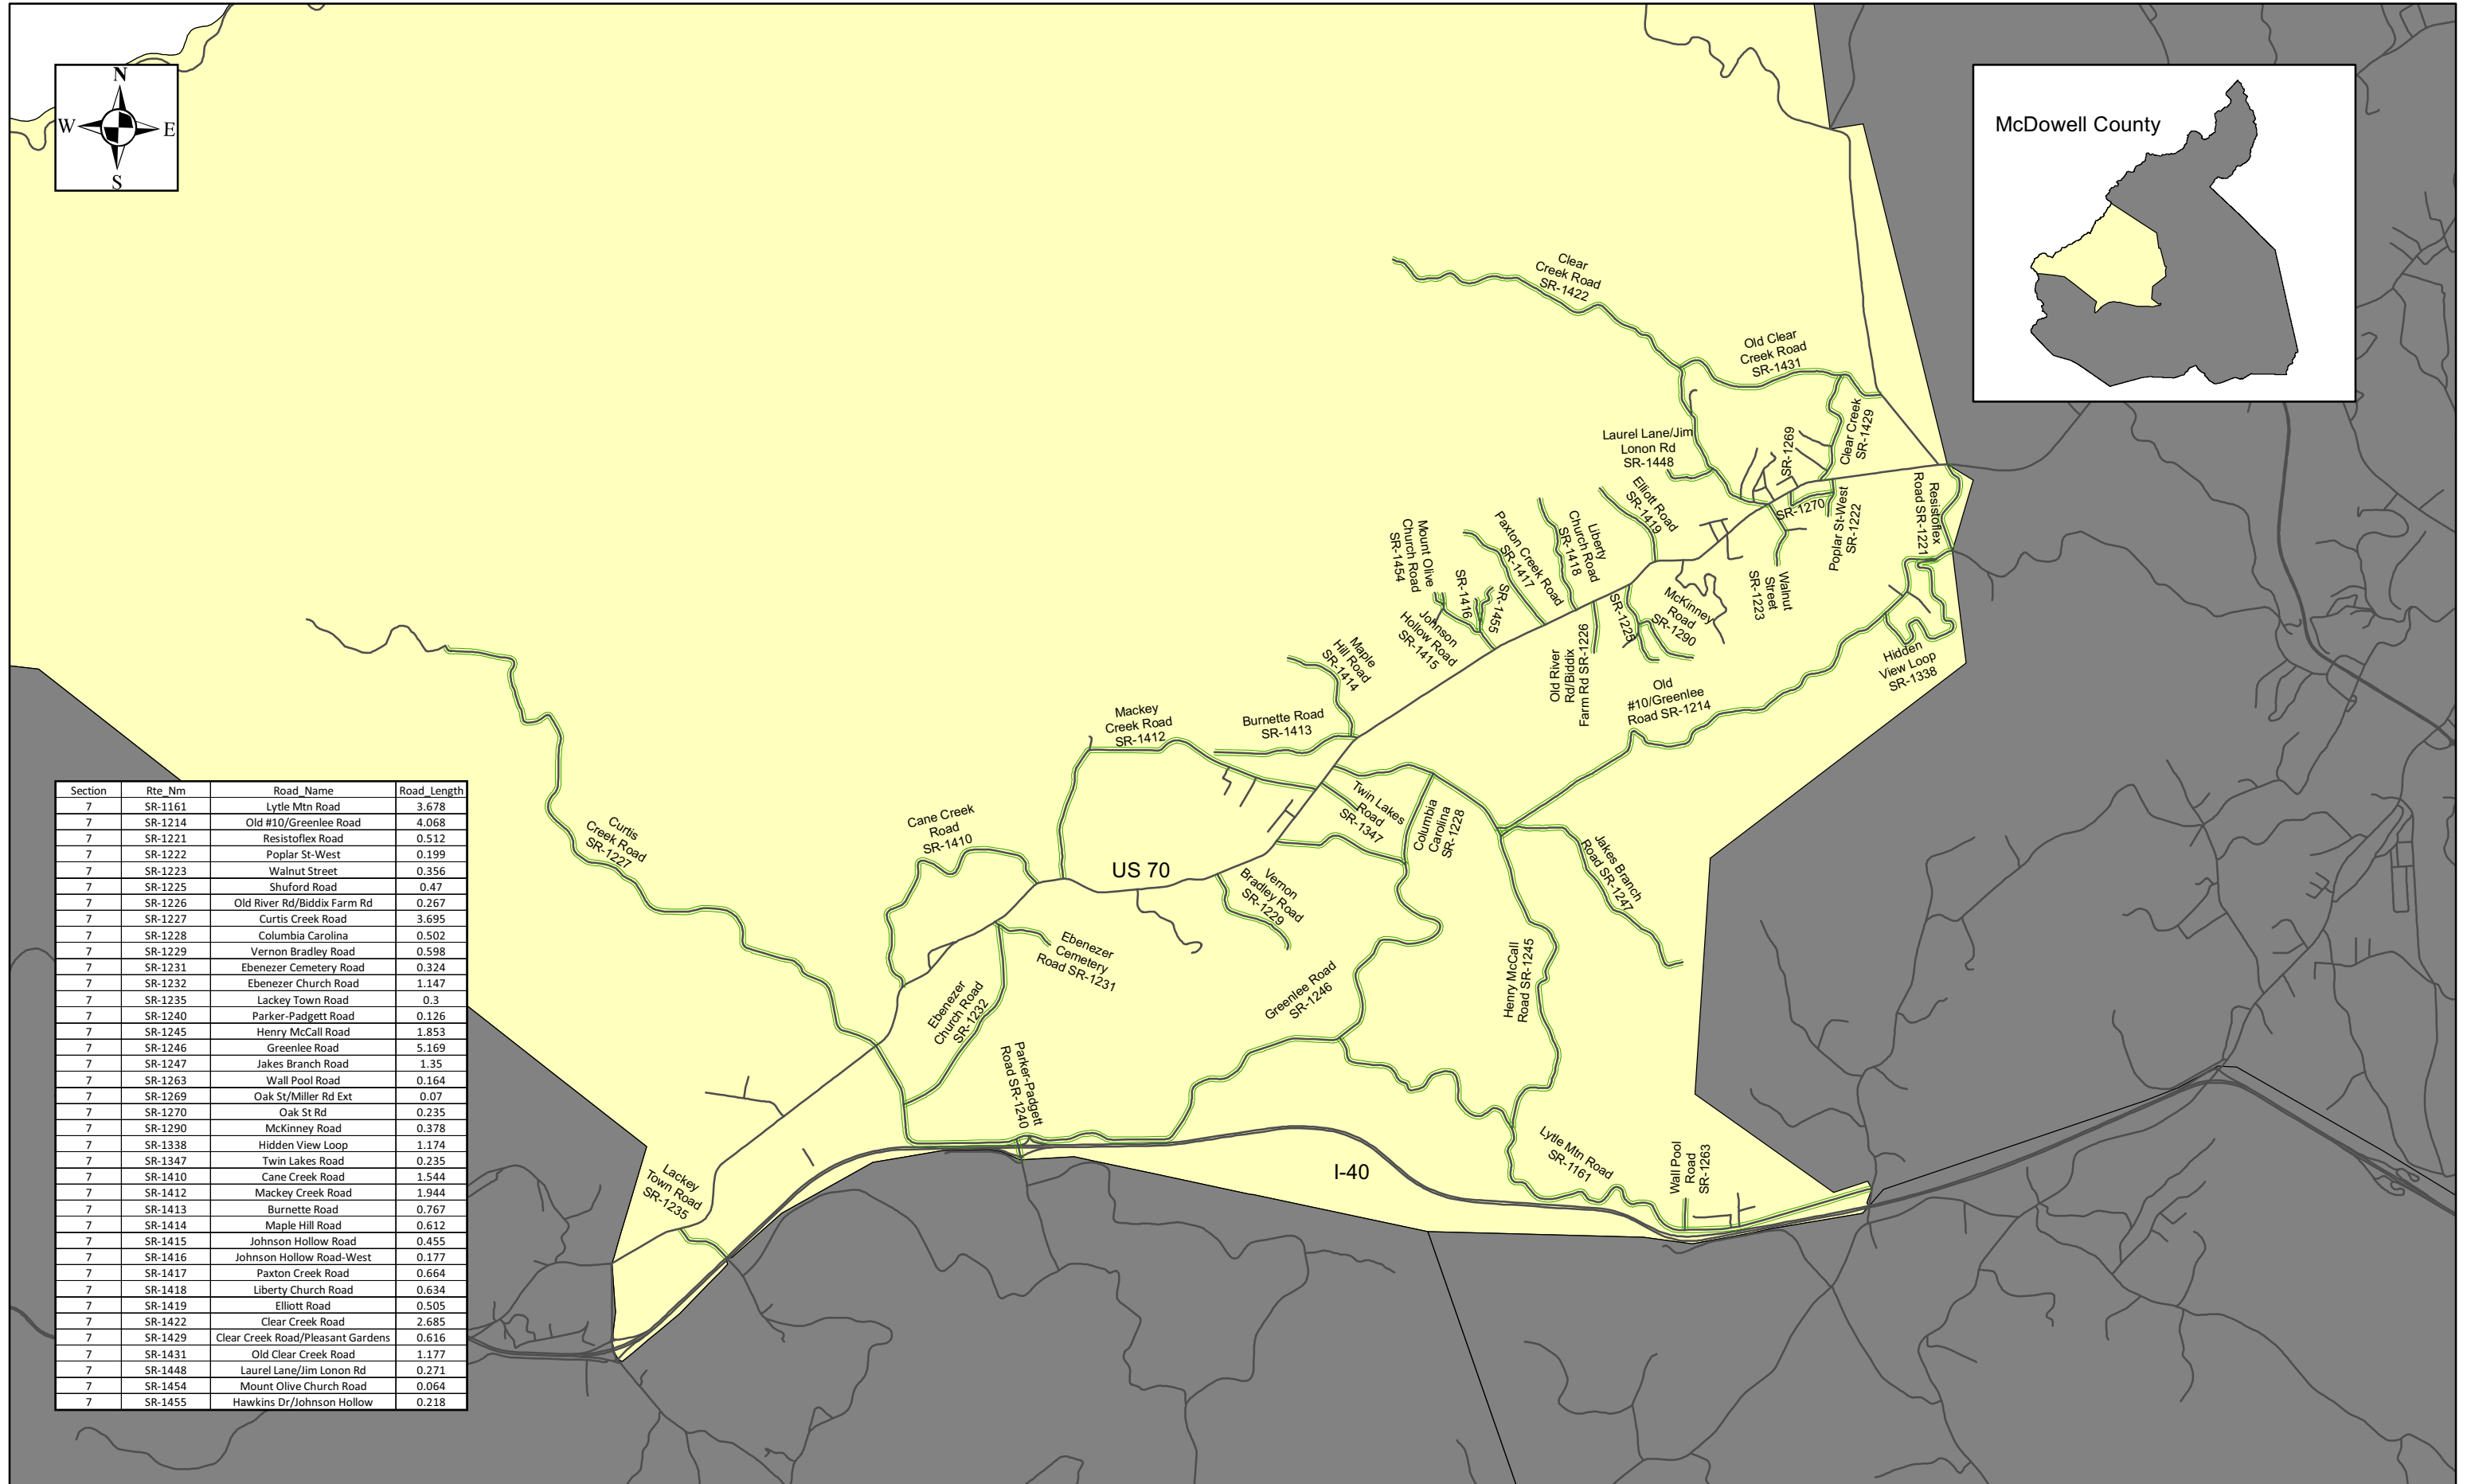 N
W E
S
McDowell County
Clear
Creek Road
SR-1422
Old Clear
Creek Road
SR-1431
Clear Creek
SR-1429
SR-1269
Laurel Lane/Jim
Lonon Rd
SR-1448
Elliott Road
SR-1419
SR-1270
Poplar St-West
SR-1222
Resistoflex
Road SR-1221
Walnut
Street
SR-1223
Liberty
Church Road
SR-1418
Paxton Creek Road
SR-1417
Mount Olive
Church Road
SR-1454
SR-1416
SR-1455
Johnson
Hollow Road
SR-1415
SR-1225
McKinney
Road
SR-1290
Old River
Rd/Biddix
Farm Rd SR-1226
Hidden
View Loop
SR-1338
Old
#10/Greenlee
Road SR-1214
Maple
Hill Road
SR-1414
Mackey
Creek Road
SR-1412
Burnette Road
SR-1413
Twin Lakes
Road
SR-1347
Columbia
Carolina
SR-1228
Cane Creek
Road
SR-1410
Curtis
Creek Road
SR-1227
US 70
Vernon
Bradley Road
SR-1229
Jakes Branch
Road SR-1247
Ebenezer
Cemetery
Road SR-1231
Ebenezer
Church Road
SR-1232
Greenlee Road
SR-1246
Henry McCall
Road SR-1245
Parker-Padgett
Road SR-1240
Lackey
Town Road
SR-1235
I-40
Lytle Mtn Road
SR-1161
Wall Pool
Road
SR-1263
Section Rte_Nm Road_Name Road_Length
7 SR-1161 Lytle Mtn Road 3.678
7 SR-1214 Old #10/Greenlee Road 4.068
7 SR-1221 Resistoflex Road 0.512
7 SR-1222 Poplar St-West 0.199
7 SR-1223 Walnut Street 0.356
7 SR-1225 Shuford Road 0.47
7 SR-1226 Old River Rd/Biddix Farm Rd 0.267
7 SR-1227 Curtis Creek Road 3.695
7 SR-1228 Columbia Carolina 0.502
7 SR-1229 Vernon Bradley Road 0.598
7 SR-1231 Ebenezer Cemetery Road 0.324
7 SR-1232 Ebenezer Church Road 1.147
7 SR-1235 Lackey Town Road 0.3
7 SR-1240 Parker-Padgett Road 0.126
7 SR-1245 Henry McCall Road 1.853
7 SR-1246 Greenlee Road 5.169
7 SR-1247 Jakes Branch Road 1.35
7 SR-1263 Wall Pool Road 0.164
7 SR-1269 Oak St/Miller Rd Ext 0.07
7 SR-1270 Oak St Rd 0.235
7 SR-1290 McKinney Road 0.378
7 SR-1338 Hidden View Loop 1.174
7 SR-1347 Twin Lakes Road 0.235
7 SR-1410 Cane Creek Road 1.544
7 SR-1412 Mackey Creek Road 1.944
7 SR-1413 Burnette Road 0.767
7 SR-1414 Maple Hill Road 0.612
7 SR-1415 Johnson Hollow Road 0.455
7 SR-1416 Johnson Hollow Road-West 0.177
7 SR-1417 Paxton Creek Road 0.664
7 SR-1418 Liberty Church Road 0.634
7 SR-1419 Elliott Road 0.505
7 SR-1422 Clear Creek Road 2.685
7 SR-1429 Clear Creek Road/Pleasant Gardens 0.616
7 SR-1431 Old Clear Creek Road 1.177
7 SR-1448 Laurel Lane/Jim Lonon Rd 0.271
7 SR-1454 Mount Olive Church Road 0.064
7 SR-1455 Hawkins Dr/Johnson Hollow 0.218